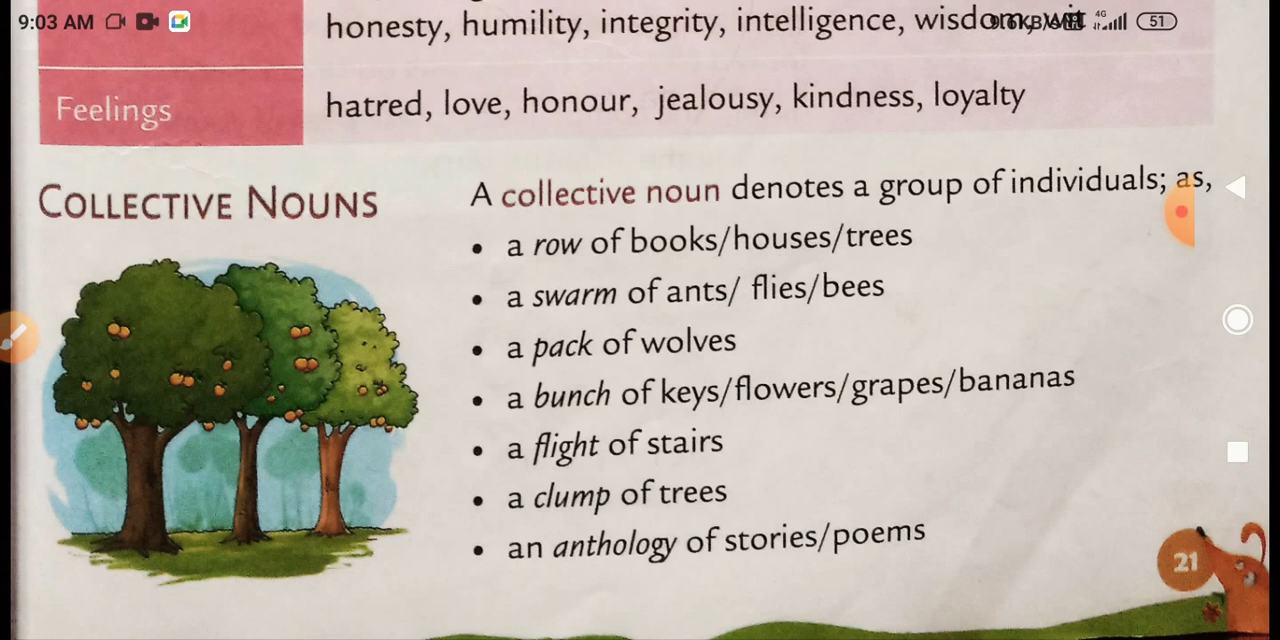 9:03 AM 4G 51
honesty, humility, integrity, intelligence, wisdom, wit
Feelings hatred, love, honour, jealousy, kindness, loyalty
COLLECTIVE NOUNS
A collective noun denotes a group of individuals; as,
• a row of books/houses/trees
• a swarm of ants/ flies/bees
• a pack of wolves
• a bunch of keys/flowers/grapes/bananas
• a flight of stairs
• a clump of trees
• an anthology of stories/poems
21